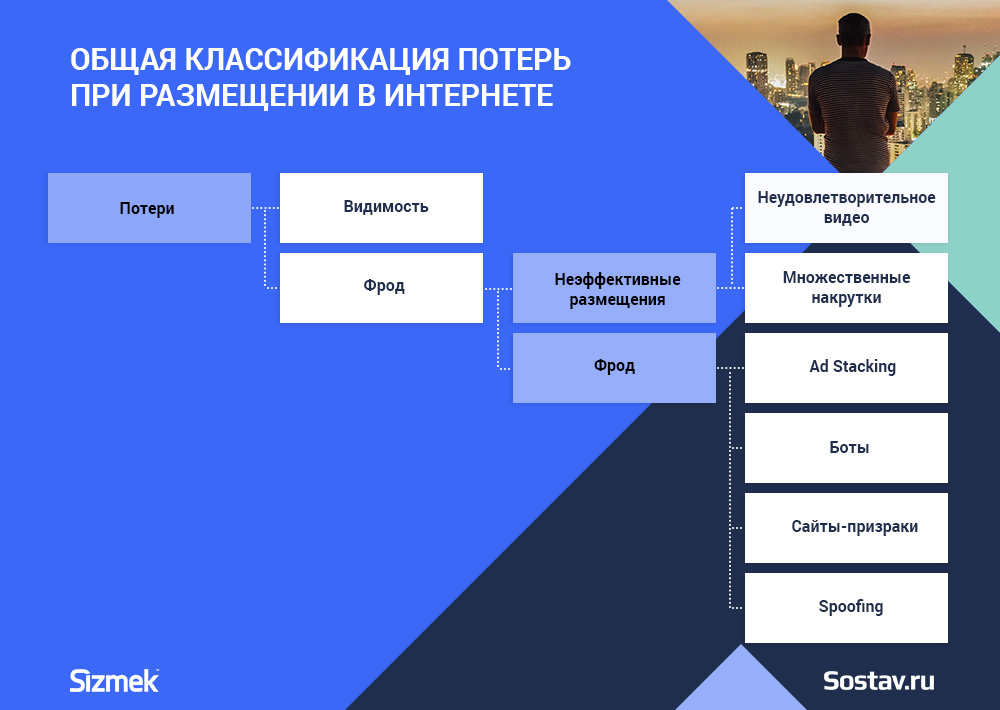 ОБЩАЯ КЛАССИФИКАЦИЯ ПОТЕРЬ
ПРИ РАЗМЕЩЕНИИ В ИНТЕРНЕТЕ
Потери
Видимость
Фрод
Неэффективные
размещения
Фрод
Неудовлетворительное
видео
Множественные
накрутки
Ad Stacking
Боты
Сайты-призраки
Spoofing
Sizmek
Sostav.ru